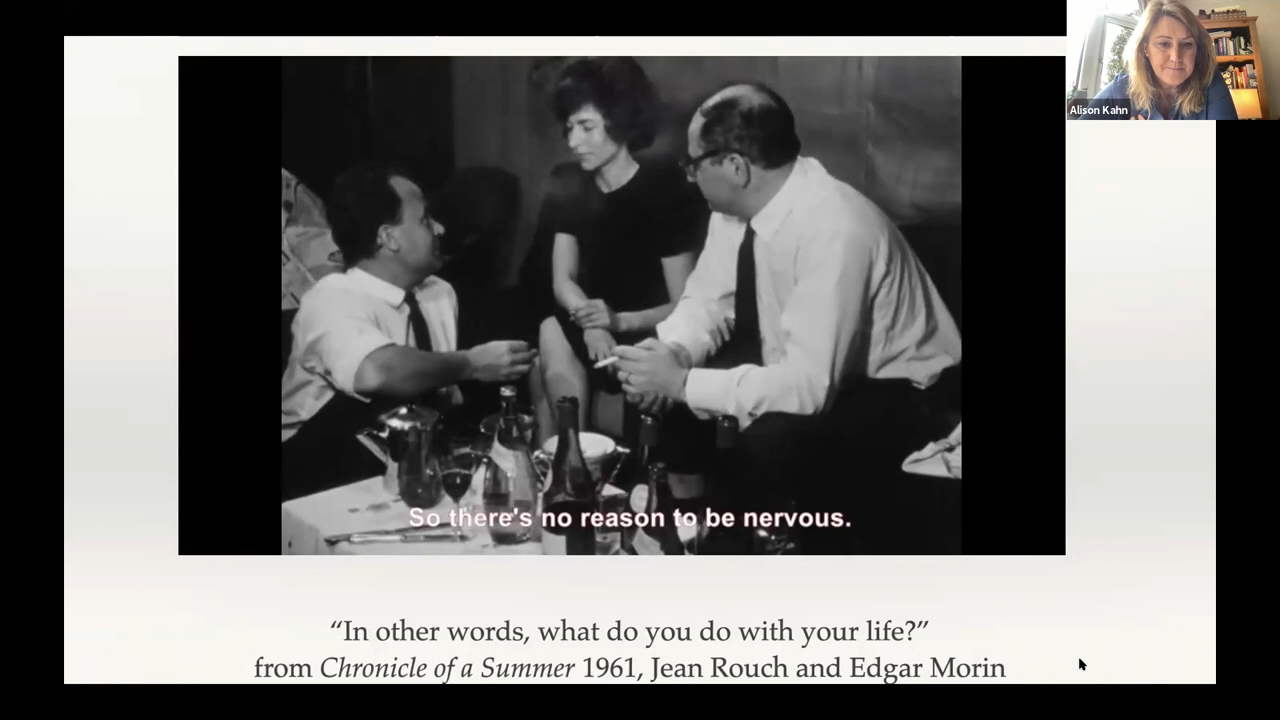 Alison Kahn
So there's no reason to be nervous.
“In other words, what do you do with your life?”
from Chronicle of a Summer 1961, Jean Rouch and Edgar Morin